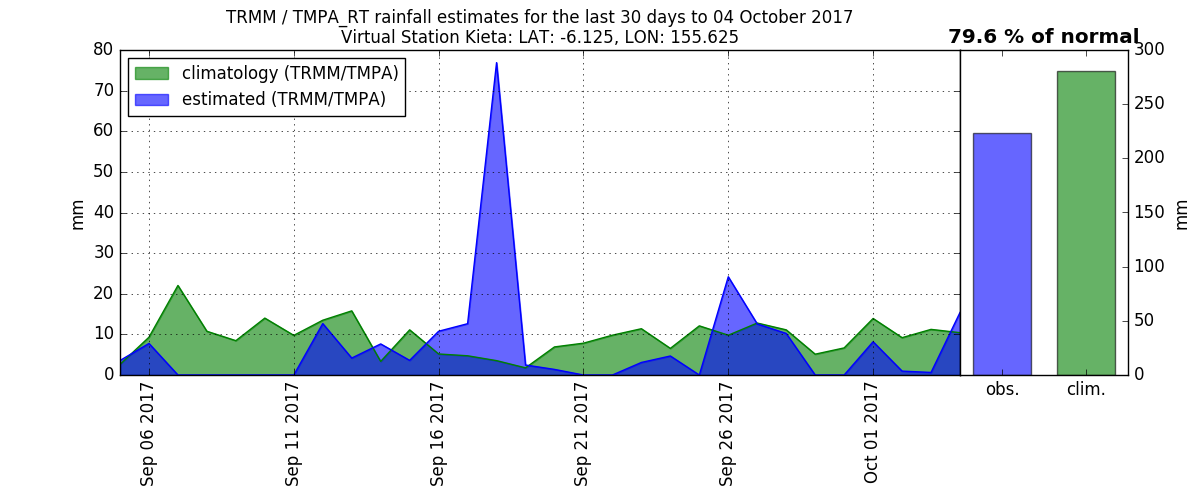 TRMM / TMPA_RT rainfall estimates for the last 30 days to 04 October 2017
Virtual Station Kieta: LAT: -6.125, LON: 155.625
79.6 % of normal
climatology (TRMM/TMPA)
estimated (TRMM/TMPA)
80
70
60
50
40
30
20
10
0
mm
Sep 06 2017
Sep 11 2017
Sep 16 2017
Sep 21 2017
Sep 26 2017
Oct 01 2017
obs.
clim.
300
250
200
150
100
50
0
mm